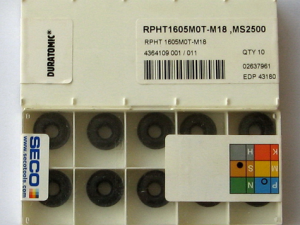 DURATOMIC®
RPHT1605M0T-M18 ,MS2500
RPHT 1605M0T-M18
4364109 001 / 011
QTY 10
02637961
EDP 43180
SECO
www.secotools.com
K M P
H S N